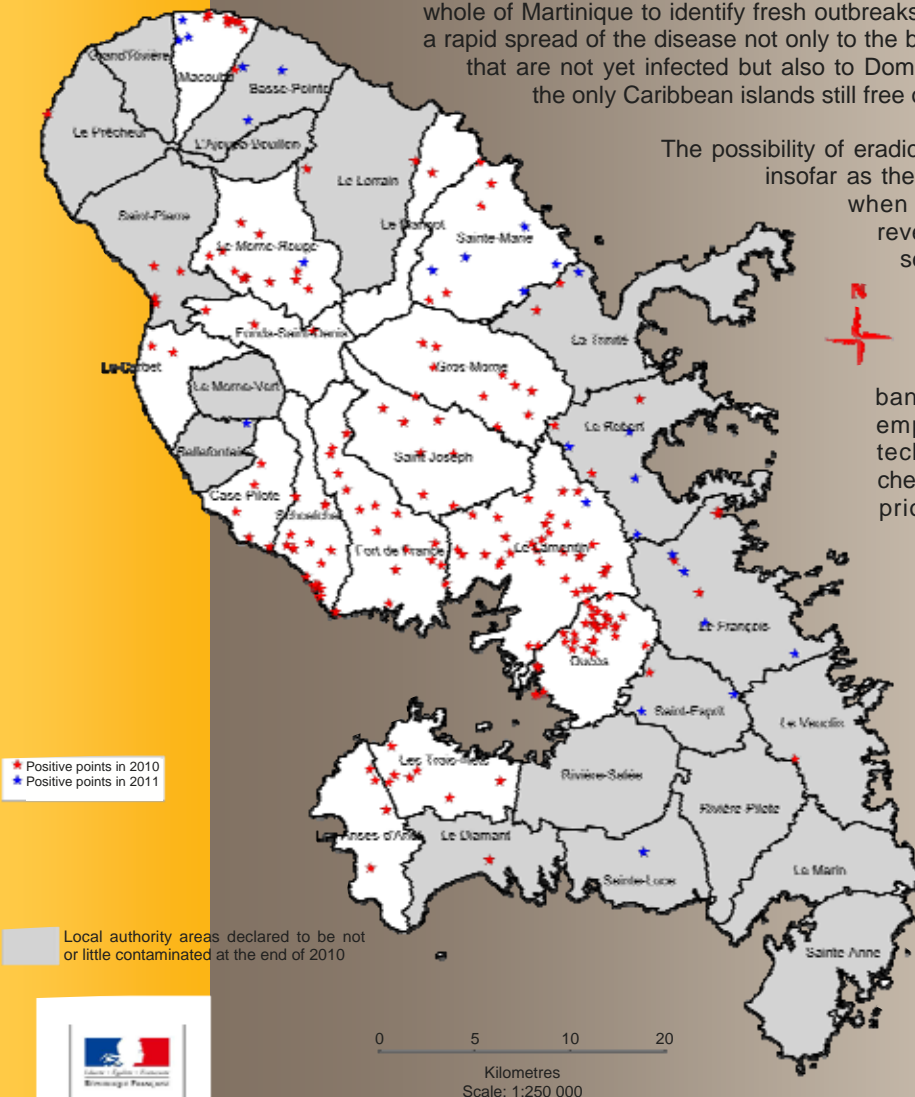 whole of Martinique to identify fresh outbreaks
a rapid spread of the disease not only to the b
that are not yet infected but also to Dom
the only Caribbean islands still free o
The possibility of eradic
insofar as the
when
reve
so
N
ban
emp
tech
che
prio
Grand'Rivière
Macouba
Basse-Pointe
Le Prêcheur
L'Ajoupa-Bouillon
Le Lorrain
Saint-Pierre
Le Marigot
Sainte-Marie
Le Morne-Rouge
Fonds-Saint-Denis
La Trinité
Le Carbet
Gros-Morne
Le Morne-Vert
Le Robert
Bellefontaine
Saint Joseph
Case Pilote
Schoelcher
Fort de France
Le Lamentin
Le François
Ducos
Saint-Esprit
Le Vauclin
Positive points in 2010
Positive points in 2011
Les Trois-Ilets
Rivière-Salée
Rivière Pilote
Les Anses d'Arlet
Le Diamant
Sainte-Luce
Le Marin
Local authority areas declared to be not
or little contaminated at the end of 2010
Sainte Anne
0 5 10 20
Kilometres
Scale: 1:250 000
Liberté • Égalité • Fraternité
République Française